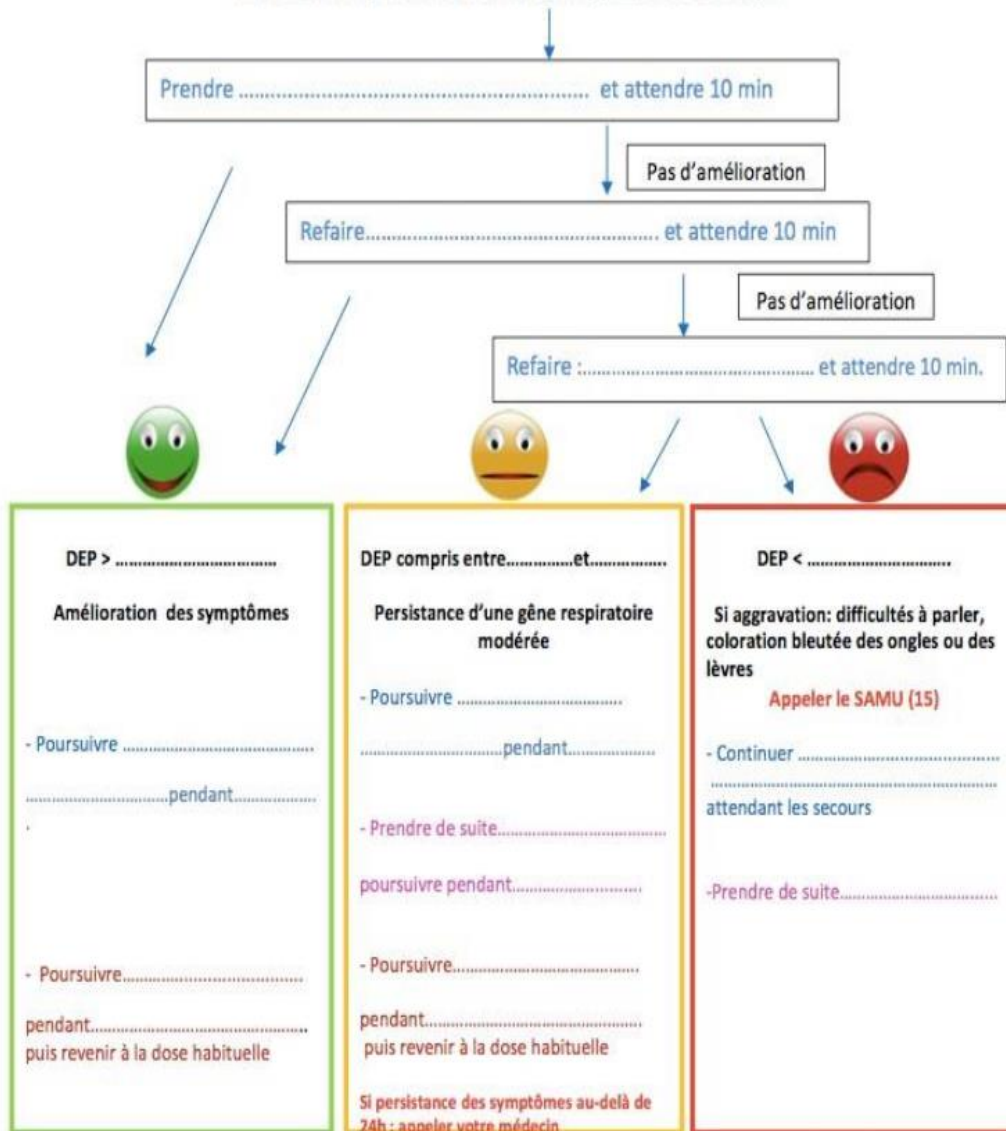 Prendre ................................................................ et attendre 10 min
Pas d'amélioration
Refaire...................................................... et attendre 10 min
Pas d'amélioration
Refaire :........................................... et attendre 10 min.
DEP > ..................................
Amélioration des symptômes
- Poursuivre .......................................
..............................pendant..................
.
- Poursuivre.....................................
pendant.............................................
puis revenir à la dose habituelle
DEP compris entre..............et................
Persistance d'une gêne respiratoire
modérée
- Poursuivre ..................................
..............................pendant..................
- Prendre de suite...................................
poursuivre pendant...........................
- Poursuivre......................................
pendant.............................................
puis revenir à la dose habituelle
Si persistance des symptômes au-delà de
24h : appeler votre médecin
DEP < ..............................
Si aggravation: difficultés à parler,
coloration bleutée des ongles ou des
lèvres
Appeler le SAMU (15)
- Continuer ..........................................
............................................................
attendant les secours
-Prendre de suite.................................